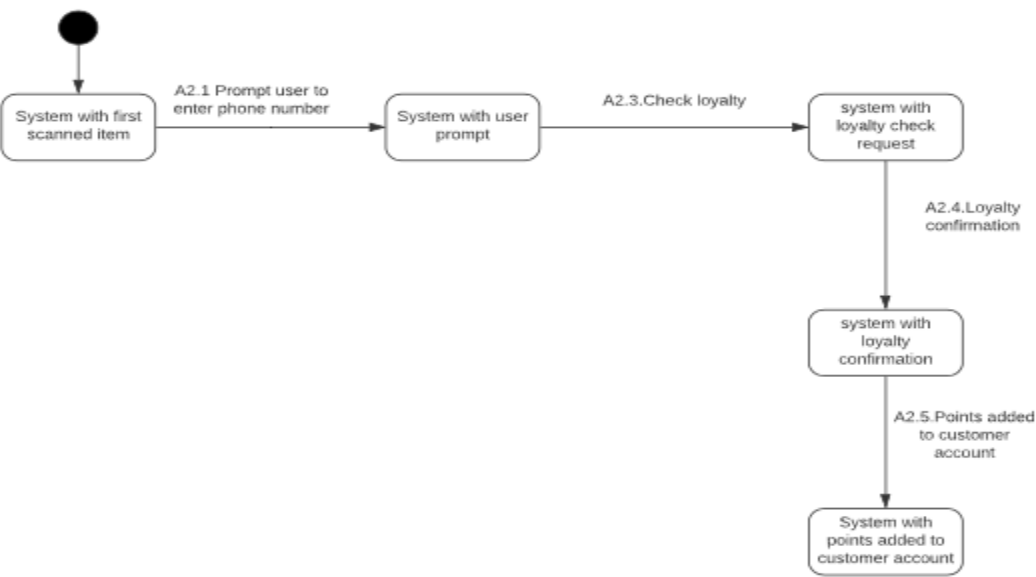 A2.1 Prompt user to
enter phone number
System with first
scanned item
System with user
prompt
A2.3.Check loyalty
system with
loyalty check
request
A2.4.Loyalty
confirmation
system with
loyalty
confirmation
A2.5.Points added
to customer
account
System with
points added to
customer account